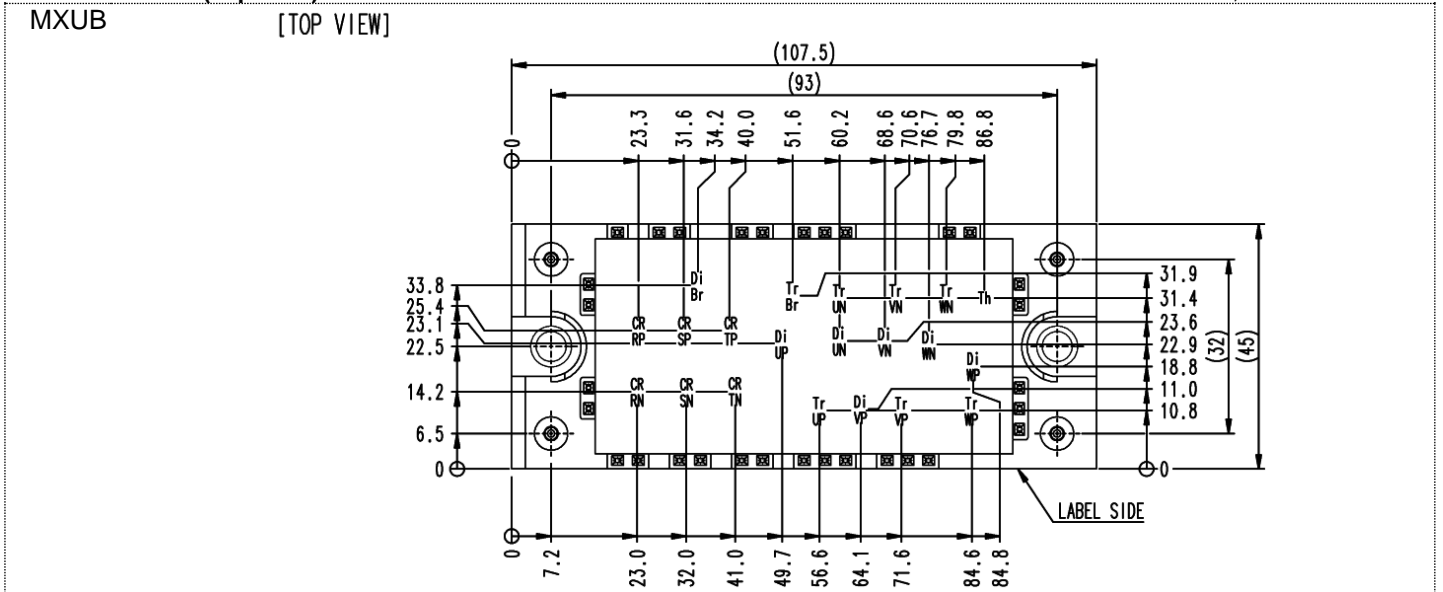 MXUB
[TOP VIEW]
(107.5)
(93)
0 23.3 31.6 34.2 40.0 51.6 60.2 68.6 70.6 76.7 79.8 86.8
33.8
25.4
23.1
22.5
14.2
6.5
0
Di
Br
Tr
Br
Tr
UN
Tr
VN
Tr
WN
Th
CR
RP
CR
SP
CR
TP
Di
UP
Di
UN
Di
VN
Di
WN
Di
WP
CR
RN
CR
SN
CR
TN
Tr
UP
Di
VP
Tr
VP
Tr
WP
31.9
31.4
23.6
22.9
18.8
11.0
10.8
0
(32)
(45)
LABEL SIDE
0 7.2 23.0 32.0 41.0 49.7 56.6 64.1 71.6 84.6 84.8